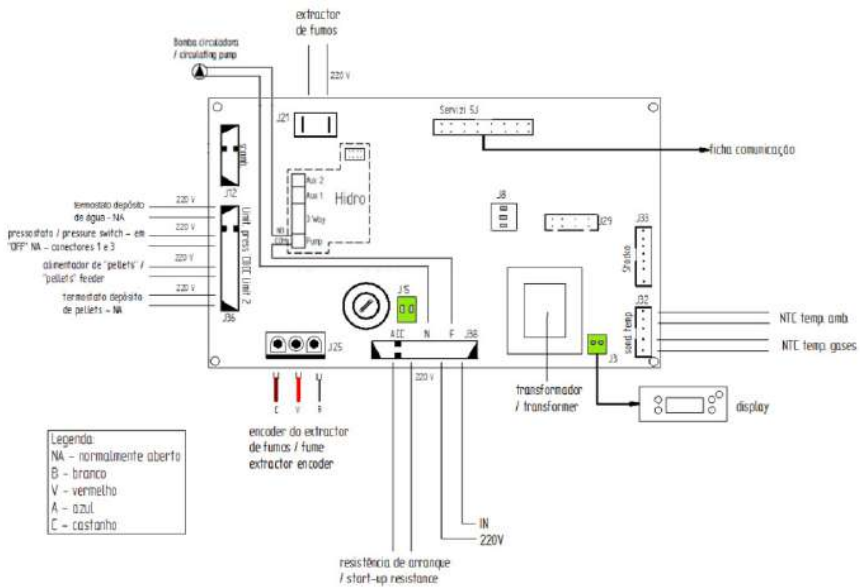 extractor
de fumos
Bomba circuladora
/ circulating pump
220 V
J21
Servizi SJ
ficha comunicação
J12
Aux 2
Aux 1
3 Way
Pump
Hidro
N0
COM
J8
J29
J33
Stadio
termostato depósito
de água - NA
220 V
pressostato / pressure switch - em
"OFF" NA - conectores 1 e 3
220 V
alimentador de "pellets" /
"pellets" feeder
220 V
termostato depósito
de pellets - NA
220 V
J36
J15
J25
ACC
N
F
J38
220 V
J32
sond. temp
NTC temp. amb.
NTC temp. gases
J3
display
transformador
/ transformer
C
V
B
encoder do extractor
de fumos / fume
extractor encoder
Legenda:
NA - normalmente aberto
B - branco
V - vermelho
A - azul
C - castanho
IN
220V
resistência de arranque
/ start-up resistance